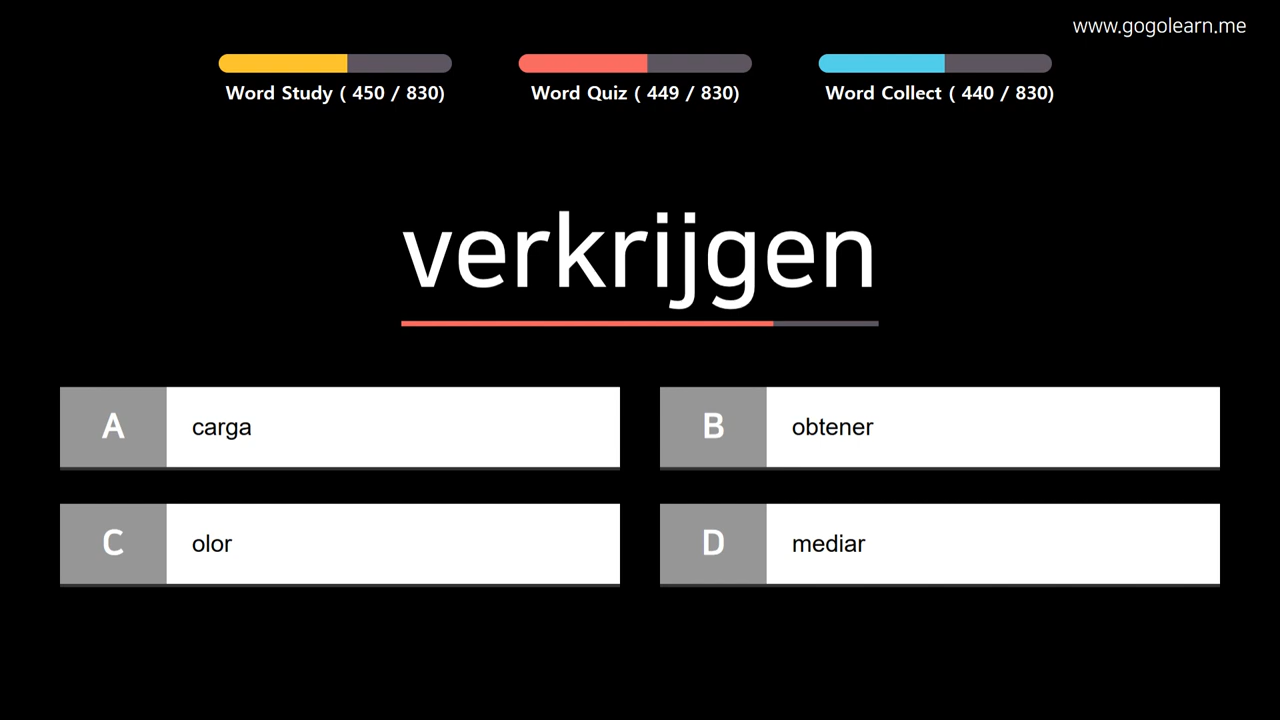 www.gogolearn.me
Word Study ( 450 / 830)
Word Quiz ( 449 / 830)
Word Collect ( 440 / 830)
verkrijgen
A carga
B obtener
C olor
D mediar